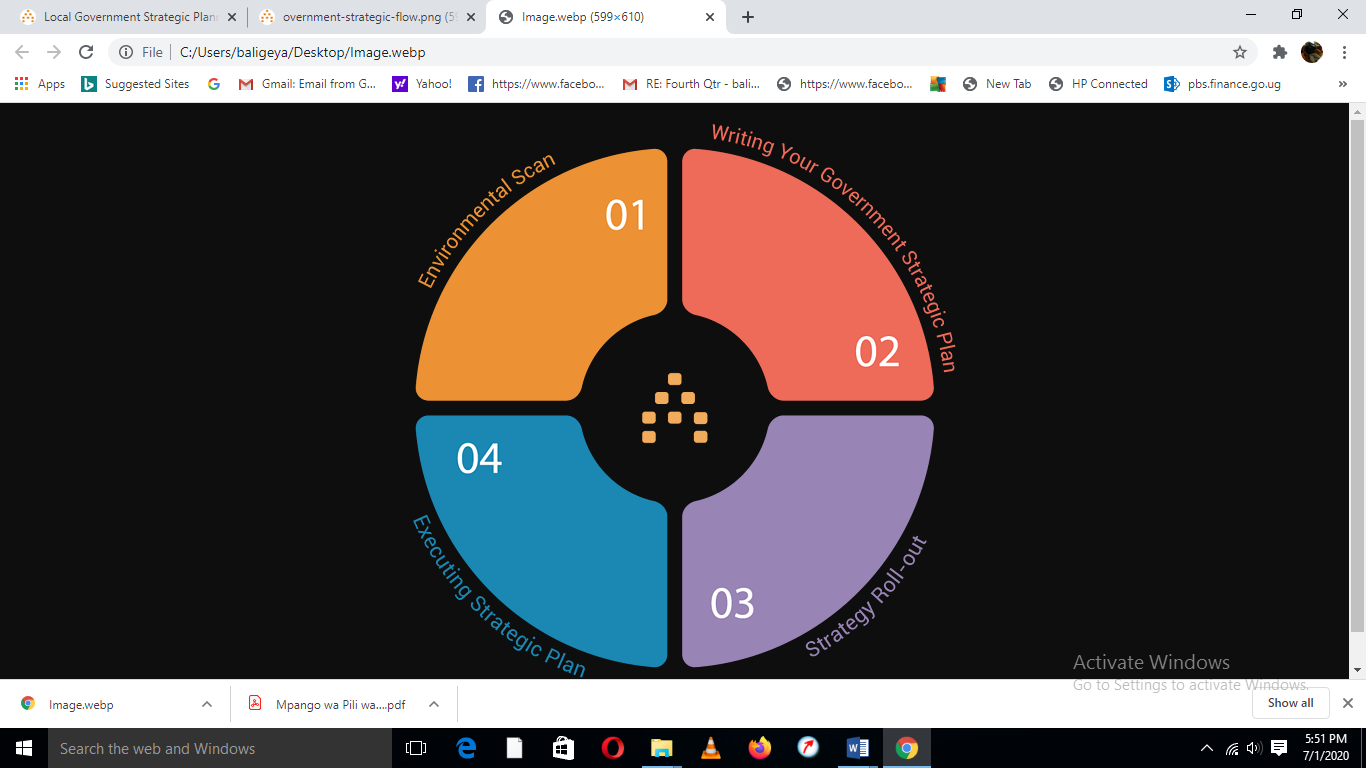 Local Government Strategic Plann
overnment-strategic-flow.png (59
Image.webp (599×610)
File
C:/Users/baligeya/Desktop/Image.webp
Apps
Suggested Sites
Gmail: Email from G...
Yahoo!
https://www.facebo...
RE: Fourth Qtr - bali...
https://www.facebo...
New Tab
HP Connected
pbs.finance.go.ug
Environmental Scan
01
Writing Your Government Strategic Plan
02
04
Executing Strategic Plan
03
Strategy Roll-out
Activate Windows
Go to Settings to activate Windows.
Image.webp
Mpango wa Pili wa....pdf
Show all
Search the web and Windows
5:51 PM
7/1/2020